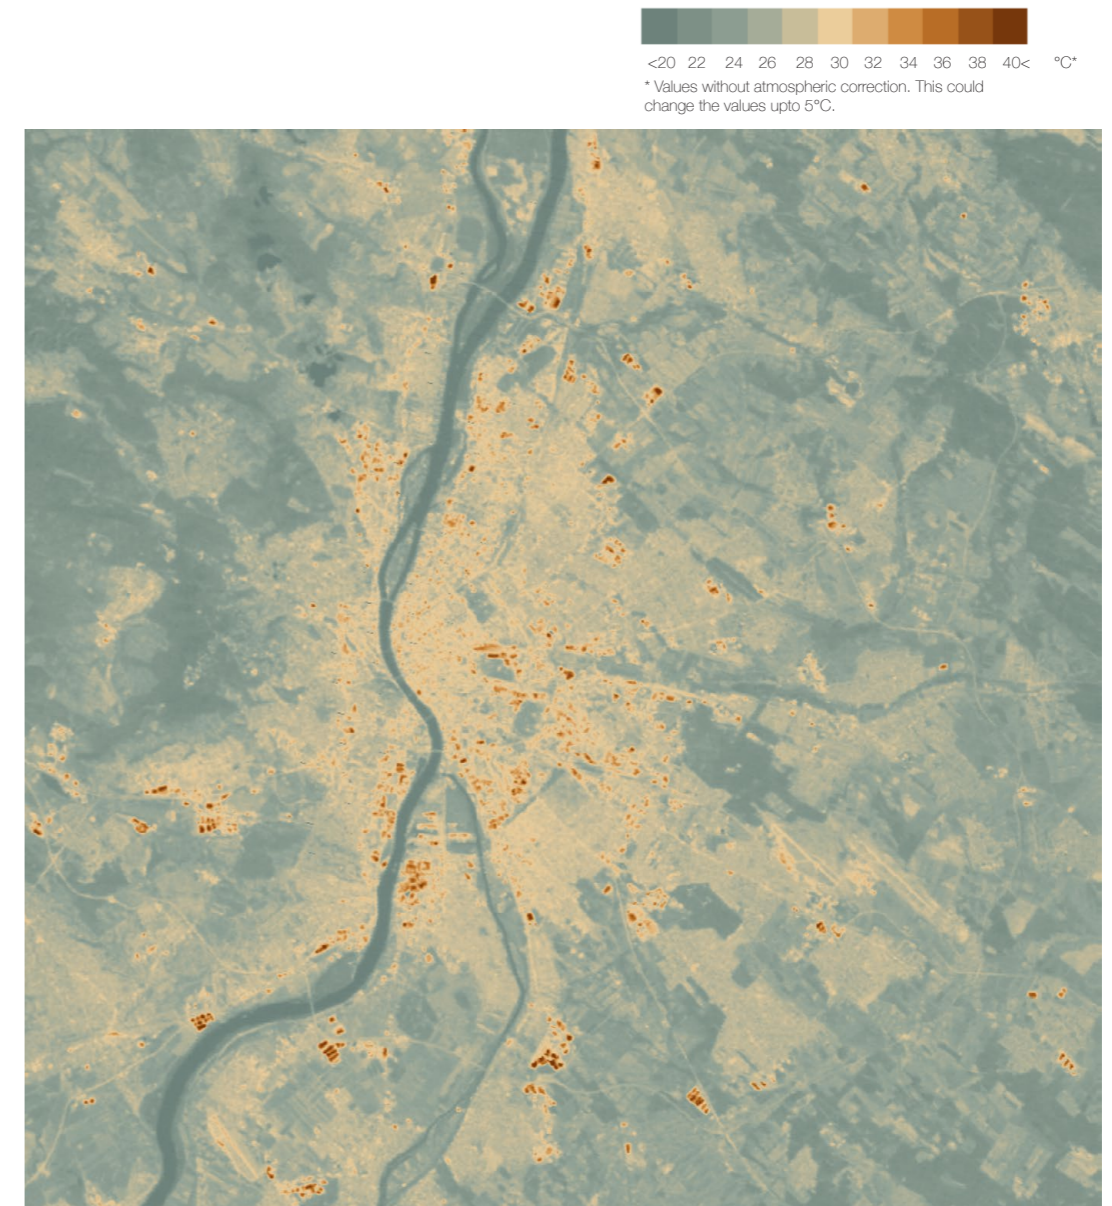 <20 22 24 26 28 30 32 34 36 38 40< °C*
* Values without atmospheric correction. This could
change the values upto 5°C.